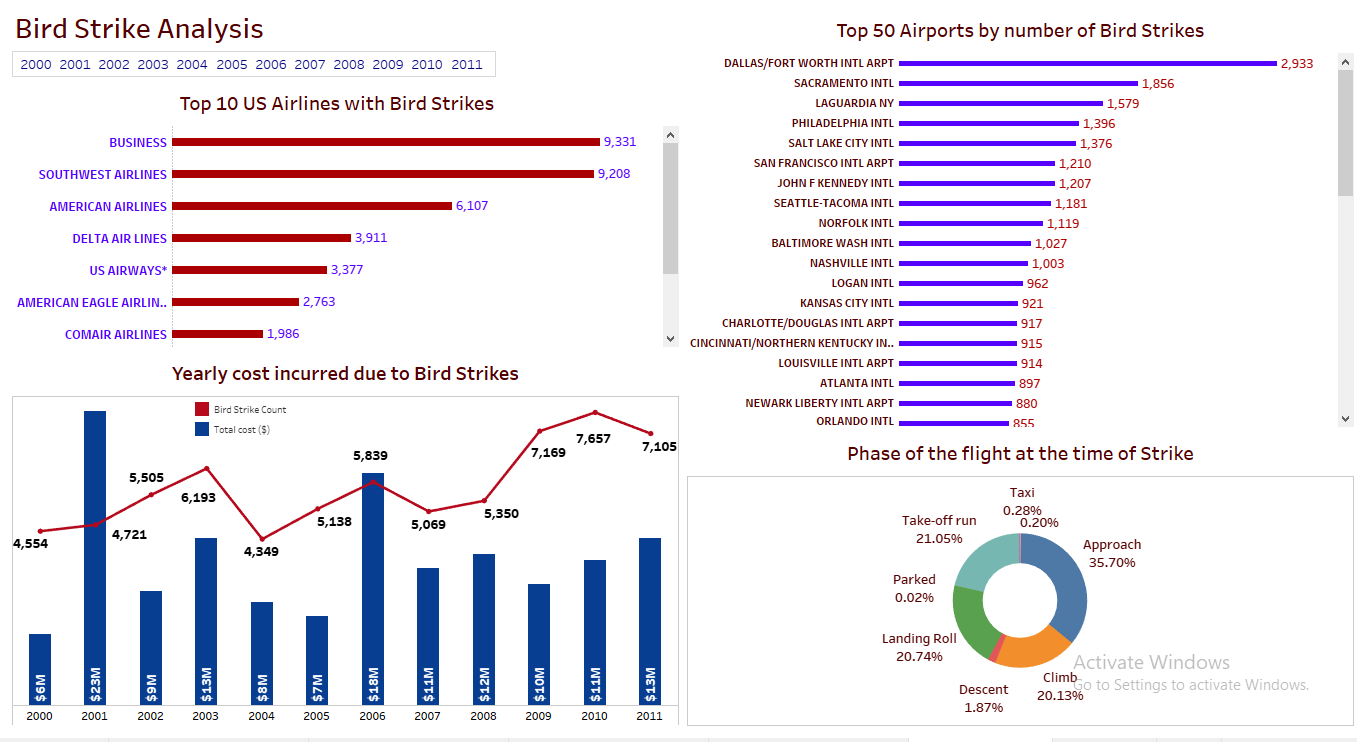 Bird Strike Analysis
2000 2001 2002 2003 2004 2005 2006 2007 2008 2009 2010 2011
Top 10 US Airlines with Bird Strikes
BUSINESS 9,331
SOUTHWEST AIRLINES 9,208
AMERICAN AIRLINES 6,107
DELTA AIR LINES 3,911
US AIRWAYS* 3,377
AMERICAN EAGLE AIRLIN.. 2,763
COMAIR AIRLINES 1,986
Yearly cost incurred due to Bird Strikes
Bird Strike Count
Total cost ($)
4,554
4,721
5,505
6,193
4,349
5,138
5,839
5,069
5,350
7,169
7,657
7,105
$6M $23M $9M $13M $8M $7M $18M $11M $12M $10M $11M $13M
2000 2001 2002 2003 2004 2005 2006 2007 2008 2009 2010 2011
Top 50 Airports by number of Bird Strikes
DALLAS/FORT WORTH INTL ARPT 2,933
SACRAMENTO INTL 1,856
LAGUARDIA NY 1,579
PHILADELPHIA INTL 1,396
SALT LAKE CITY INTL 1,376
SAN FRANCISCO INTL ARPT 1,210
JOHN F KENNEDY INTL 1,207
SEATTLE-TACOMA INTL 1,181
NORFOLK INTL 1,119
BALTIMORE WASH INTL 1,027
NASHVILLE INTL 1,003
LOGAN INTL 962
KANSAS CITY INTL 921
CHARLOTTE/DOUGLAS INTL ARPT 917
CINCINNATI/NORTHERN KENTUCKY IN.. 915
LOUISVILLE INTL ARPT 914
ATLANTA INTL 897
NEWARK LIBERTY INTL ARPT 880
ORLANDO INTL 855
Phase of the flight at the time of Strike
Taxi
0.28%
0.20%
Take-off run
21.05%
Approach
35.70%
Parked
0.02%
Landing Roll
20.74%
Climb
20.13%
Descent
1.87%
Activate Windows
Go to Settings to activate Windows.